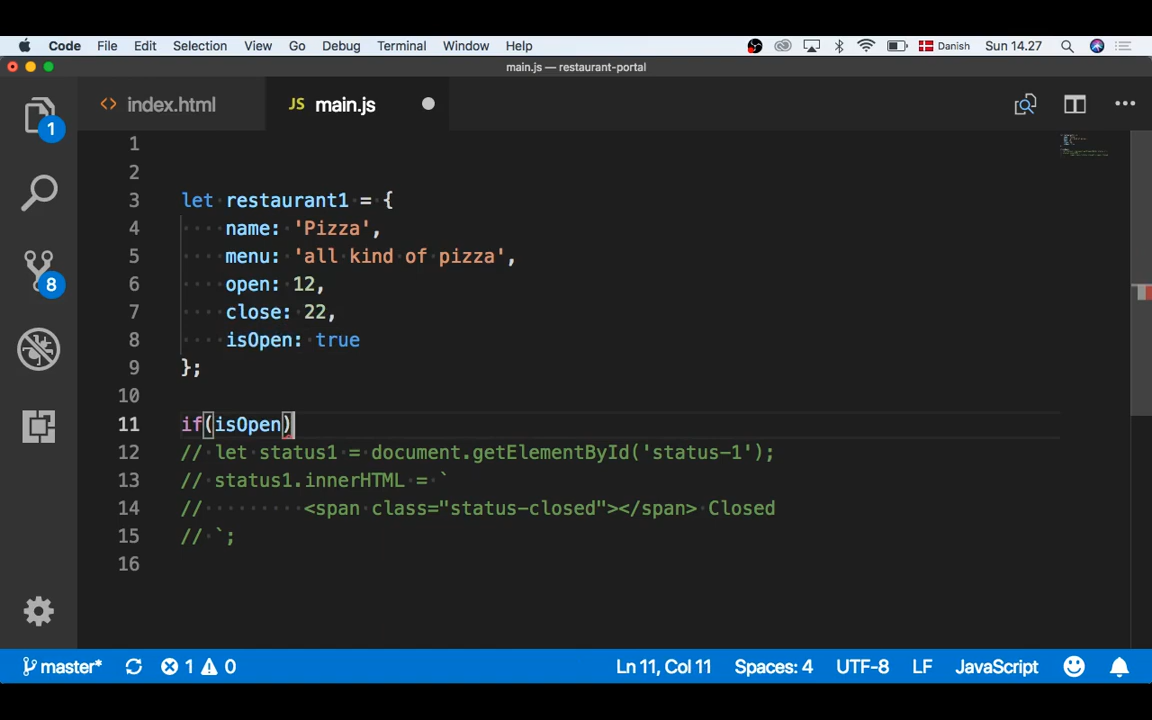 Code File Edit Selection View Go Debug Terminal Window Help Danish Sun 14.27
main.js — restaurant-portal
index.html JS main.js
1
1
2
3 let restaurant1 = {
4 name: 'Pizza',
5 menu: 'all kind of pizza',
6 open: 12,
7 close: 22,
8 isOpen: true
9 };
8
10
11 if(isOpen)
12 // let status1 = document.getElementById('status-1');
13 // status1.innerHTML = `
14 // <span class="status-closed"></span> Closed
15 // `;
16
master* 1 0 Ln 11, Col 11 Spaces: 4 UTF-8 LF JavaScript